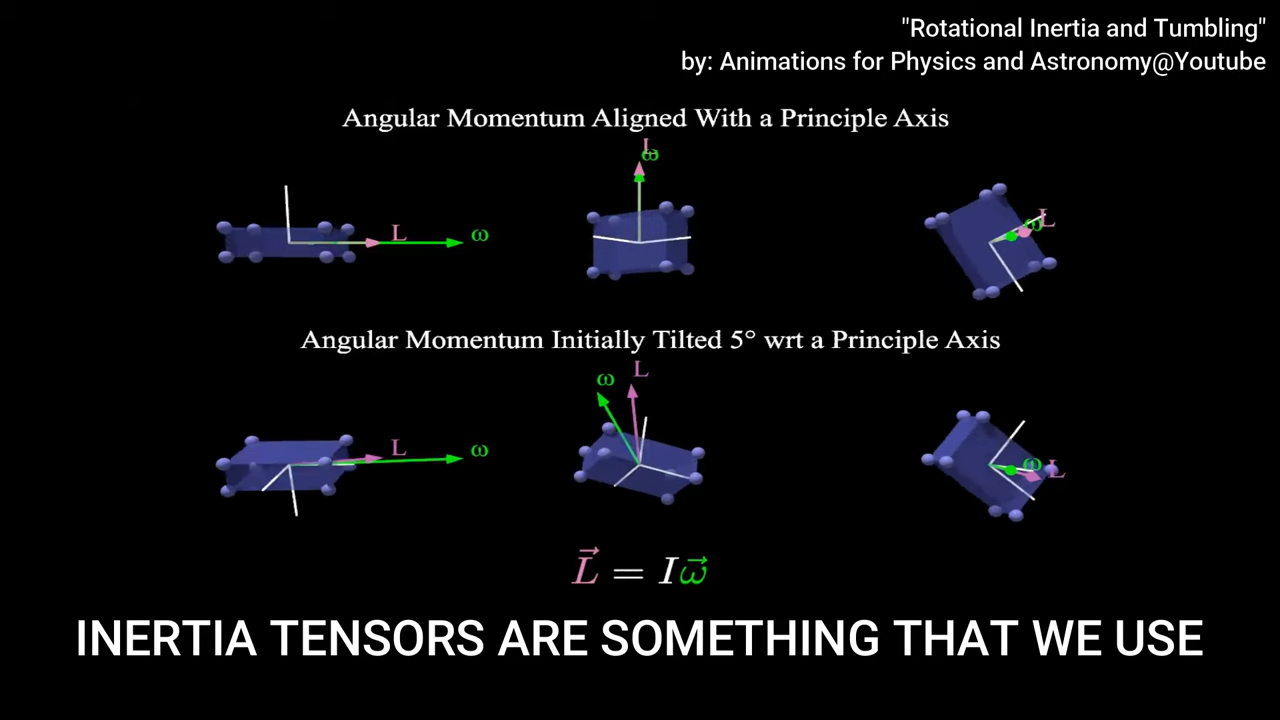 "Rotational Inertia and Tumbling"
by: Animations for Physics and Astronomy@Youtube
Angular Momentum Aligned With a Principle Axis
L
ω
L
ω
L
ω
Angular Momentum Initially Tilted 5° wrt a Principle Axis
L
ω
ω
L
ω
L
L⃗ = Iω⃗
INERTIA TENSORS ARE SOMETHING THAT WE USE